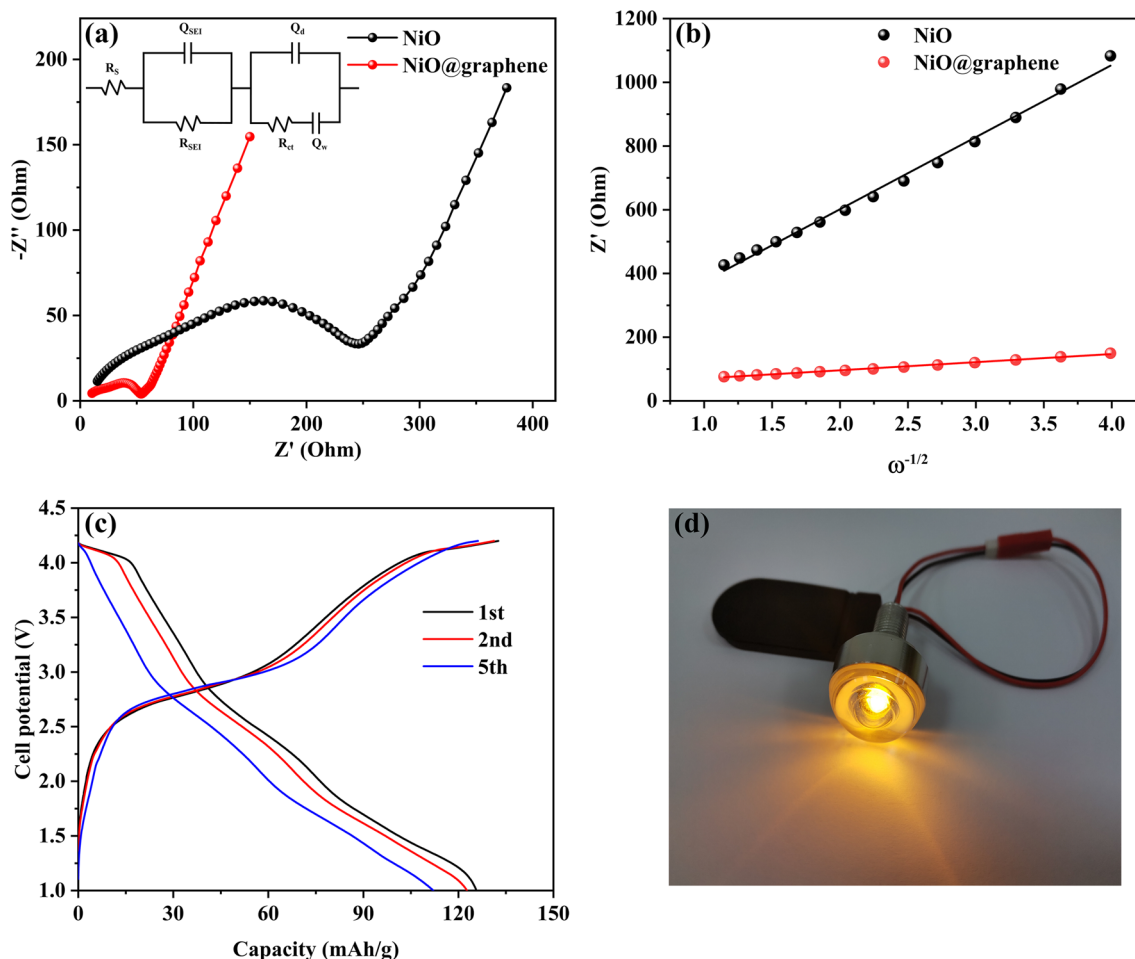 (a)
Q_SEI
Q_d
R_S
R_SEI
R_ct
Q_w
NiO
NiO@graphene
200
150
100
50
0
0
100
200
300
400
-Z'' (Ohm)
Z' (Ohm)
(b)
NiO
NiO@graphene
1200
1000
800
600
400
200
0
1.0
1.5
2.0
2.5
3.0
3.5
4.0
Z' (Ohm)
ω^-1/2
(c)
1st
2nd
5th
4.5
4.0
3.5
3.0
2.5
2.0
1.5
1.0
0
30
60
90
120
150
Cell potential (V)
Capacity (mAh/g)
(d)